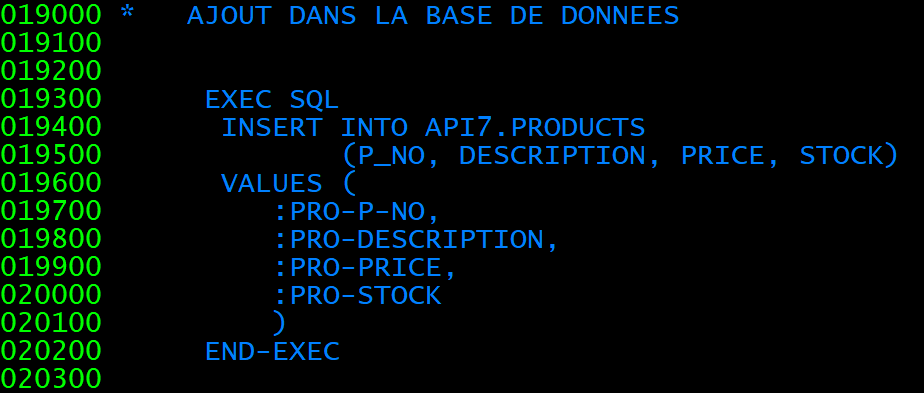 019000 *   AJOUT DANS LA BASE DE DONNEES
019100
019200
019300      EXEC SQL
019400       INSERT INTO API7.PRODUCTS
019500              (P_NO, DESCRIPTION, PRICE, STOCK)
019600       VALUES (
019700          :PRO-P-NO,
019800          :PRO-DESCRIPTION,
019900          :PRO-PRICE,
020000          :PRO-STOCK
020100          )
020200      END-EXEC
020300